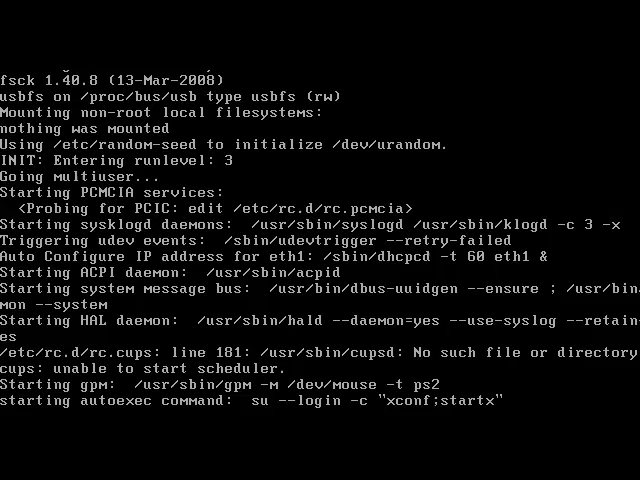 fsck 1.40.8 (13-Mar-2008)
usbfs on /proc/bus/usb type usbfs (rw)
Mounting non-root local filesystems:
nothing was mounted
Using /etc/random-seed to initialize /dev/urandom.
INIT: Entering runlevel: 3
Going multiuser...
Starting PCMCIA services:
  <Probing for PCIC: edit /etc/rc.d/rc.pcmcia>
Starting sysklogd daemons:  /usr/sbin/syslogd /usr/sbin/klogd -c 3 -x
Triggering udev events:  /sbin/udevtrigger --retry-failed
Auto Configure IP address for eth1: /sbin/dhcpcd -t 60 eth1 &
Starting ACPI daemon:  /usr/sbin/acpid
Starting system message bus:  /usr/bin/dbus-uuidgen --ensure ; /usr/bin/
mon --system
Starting HAL daemon:  /usr/sbin/hald --daemon=yes --use-syslog --retain-
es
/etc/rc.d/rc.cups: line 181: /usr/sbin/cupsd: No such file or directory
cups: unable to start scheduler.
Starting gpm:  /usr/sbin/gpm -m /dev/mouse -t ps2
starting autoexec command:  su --login -c "xconf;startx"